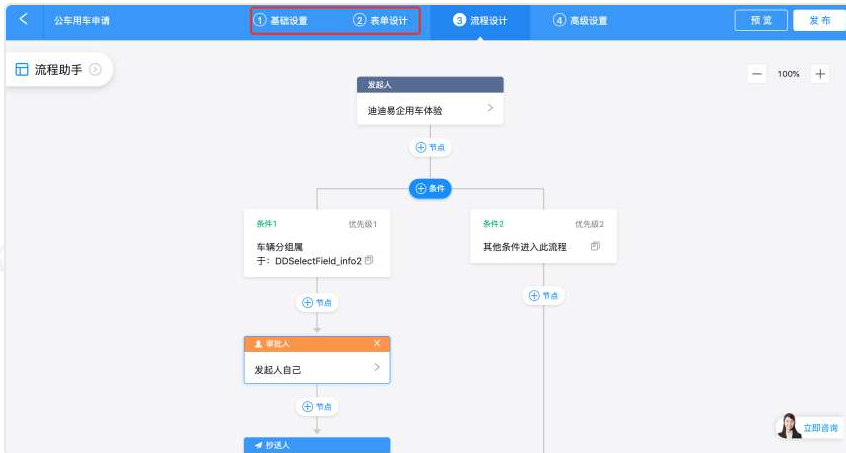 公车用车申请
1 基础设置
2 表单设计
3 流程设计
4 高级设置
预 览
发 布
流程助手
100%
发起人
迪迪易企用车体验
节点
条件
条件1
优先级1
车辆分组属
于：DDSelectField_info2
条件2
优先级2
其他条件进入此流程
节点
节点
审批人
发起人自己
节点
抄送人
立即咨询